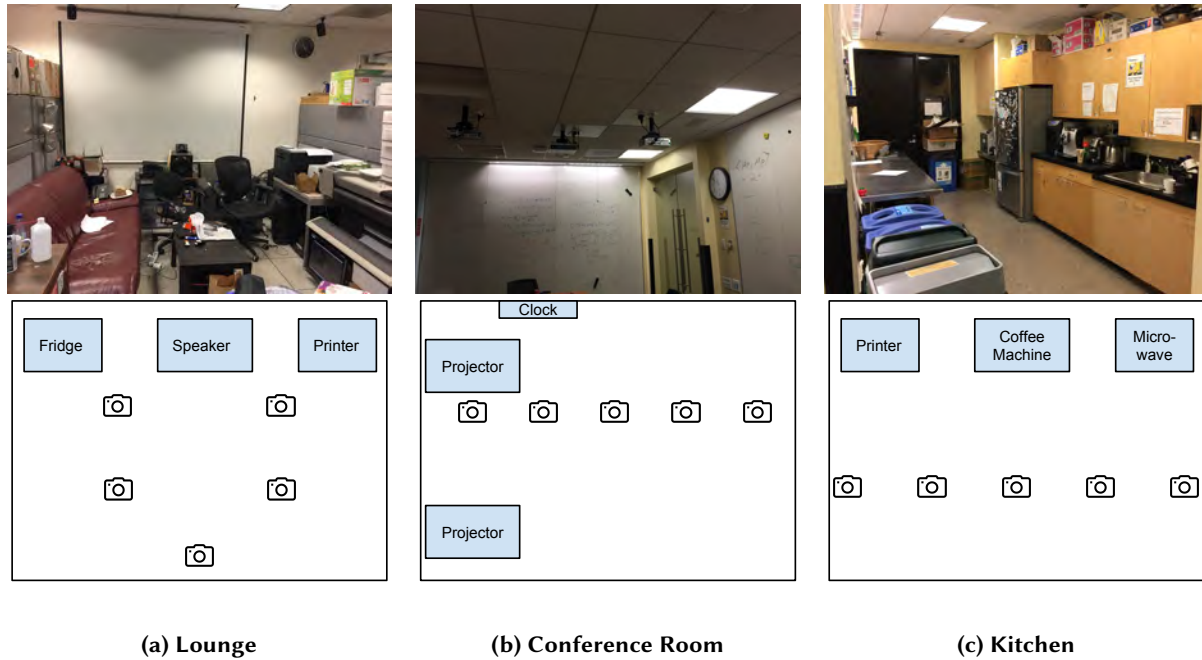 Fridge
Speaker
Printer
Clock
Projector
Projector
Printer
Coffee
Machine
Micro-
wave
(a) Lounge
(b) Conference Room
(c) Kitchen